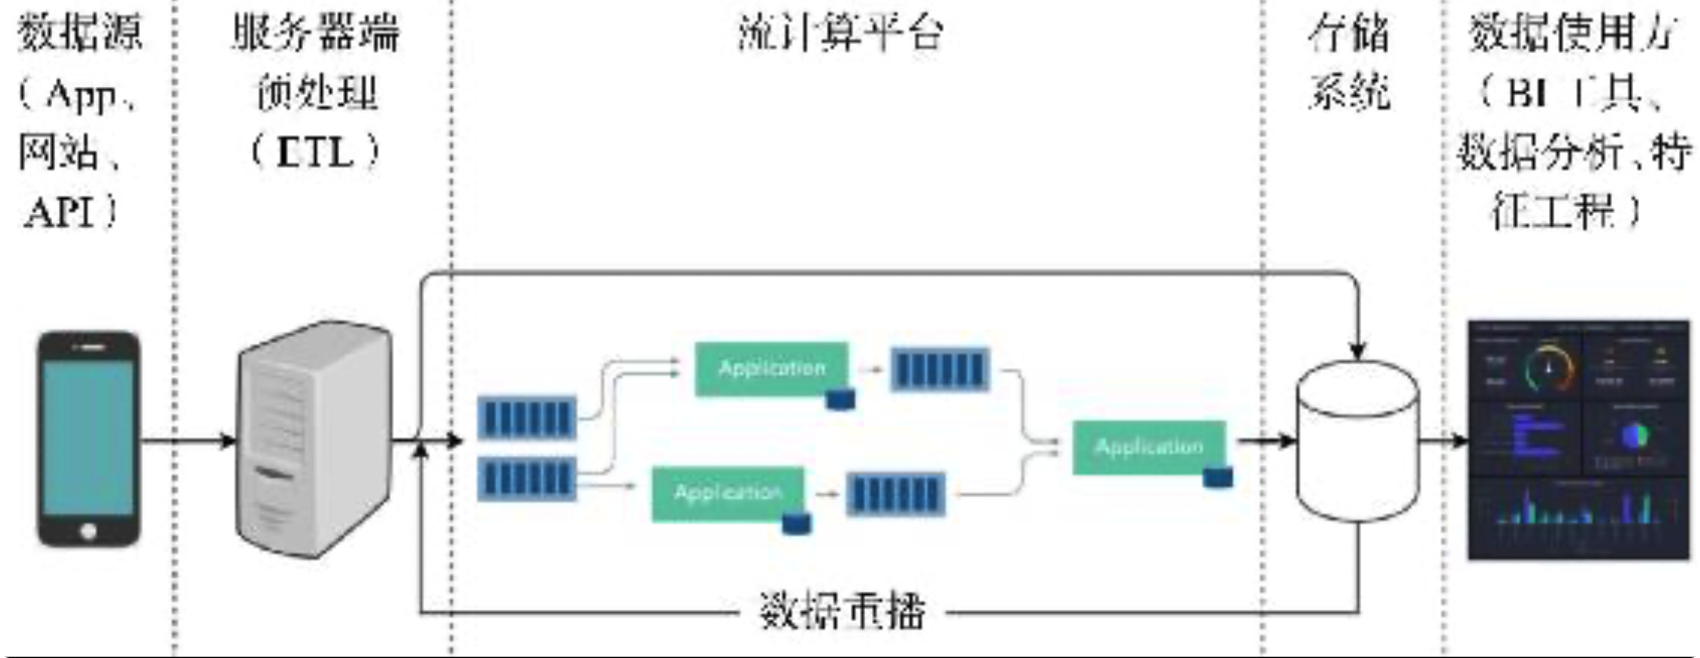 数据源
（App、
网站、
API）
服务器端
预处理
（ETL）
流计算平台
存储
系统
数据使用方
（BI 工具、
数据分析、特
征工程）
Application
Application
Application
数据重播